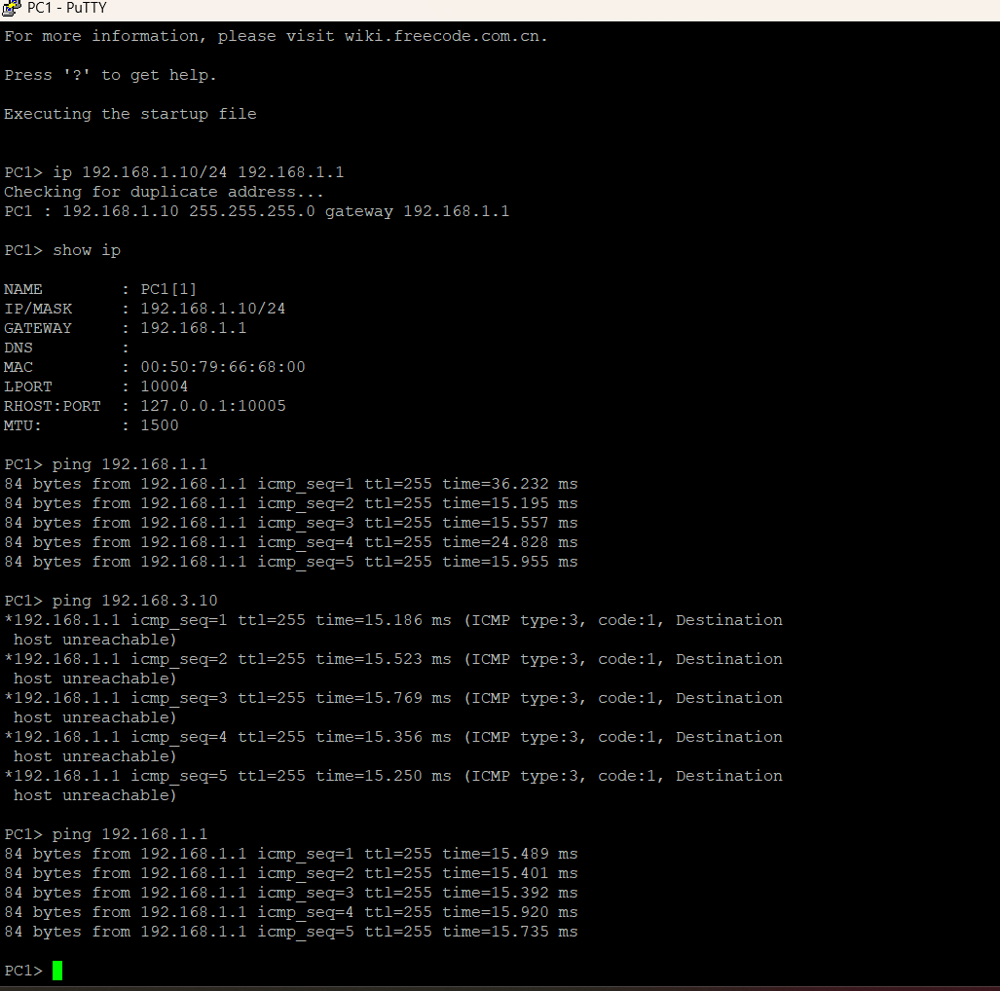 PC1 - PuTTY
For more information, please visit wiki.freecode.com.cn.
Press '?' to get help.
Executing the startup file
PC1> ip 192.168.1.10/24 192.168.1.1
Checking for duplicate address...
PC1 : 192.168.1.10 255.255.255.0 gateway 192.168.1.1
PC1> show ip
NAME        : PC1[1]
IP/MASK     : 192.168.1.10/24
GATEWAY     : 192.168.1.1
DNS         :
MAC         : 00:50:79:66:68:00
LPORT       : 10004
RHOST:PORT  : 127.0.0.1:10005
MTU:        : 1500
PC1> ping 192.168.1.1
84 bytes from 192.168.1.1 icmp_seq=1 ttl=255 time=36.232 ms
84 bytes from 192.168.1.1 icmp_seq=2 ttl=255 time=15.195 ms
84 bytes from 192.168.1.1 icmp_seq=3 ttl=255 time=15.557 ms
84 bytes from 192.168.1.1 icmp_seq=4 ttl=255 time=24.828 ms
84 bytes from 192.168.1.1 icmp_seq=5 ttl=255 time=15.955 ms
PC1> ping 192.168.3.10
*192.168.1.1 icmp_seq=1 ttl=255 time=15.186 ms (ICMP type:3, code:1, Destination
 host unreachable)
*192.168.1.1 icmp_seq=2 ttl=255 time=15.523 ms (ICMP type:3, code:1, Destination
 host unreachable)
*192.168.1.1 icmp_seq=3 ttl=255 time=15.769 ms (ICMP type:3, code:1, Destination
 host unreachable)
*192.168.1.1 icmp_seq=4 ttl=255 time=15.356 ms (ICMP type:3, code:1, Destination
 host unreachable)
*192.168.1.1 icmp_seq=5 ttl=255 time=15.250 ms (ICMP type:3, code:1, Destination
 host unreachable)
PC1> ping 192.168.1.1
84 bytes from 192.168.1.1 icmp_seq=1 ttl=255 time=15.489 ms
84 bytes from 192.168.1.1 icmp_seq=2 ttl=255 time=15.401 ms
84 bytes from 192.168.1.1 icmp_seq=3 ttl=255 time=15.392 ms
84 bytes from 192.168.1.1 icmp_seq=4 ttl=255 time=15.920 ms
84 bytes from 192.168.1.1 icmp_seq=5 ttl=255 time=15.735 ms
PC1>